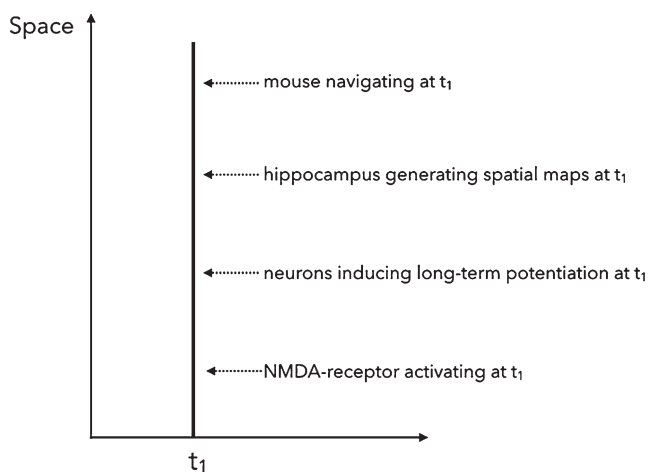 Space
mouse navigating at t₁
hippocampus generating spatial maps at t₁
neurons inducing long-term potentiation at t₁
NMDA-receptor activating at t₁
t₁